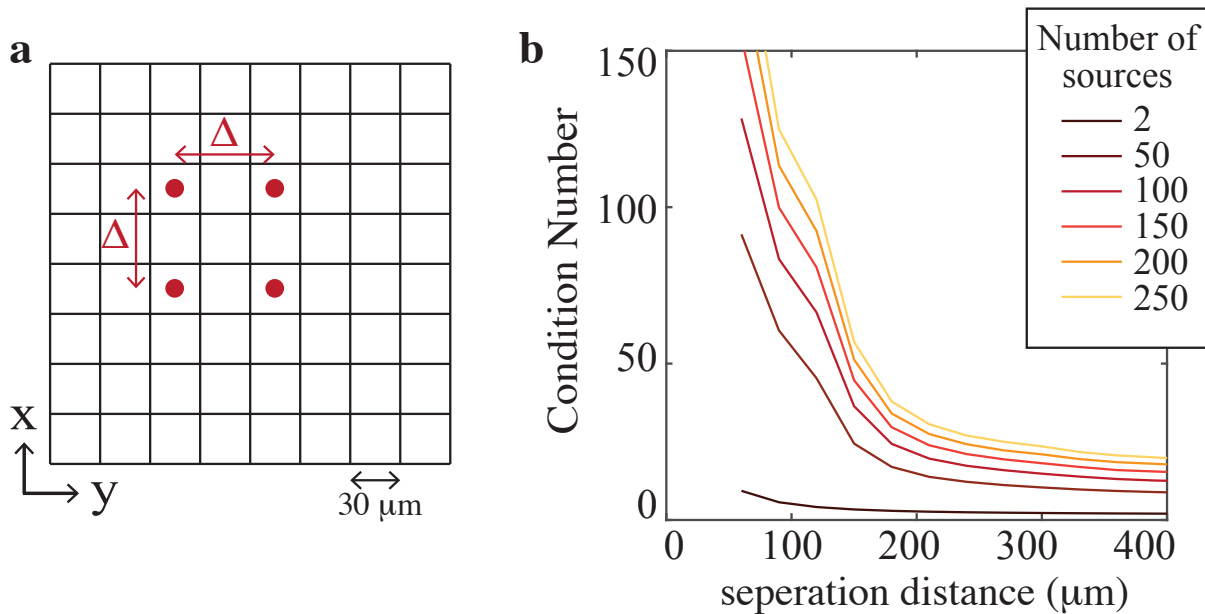 a
Δ
Δ
x
y
30 μm
b
Condition Number
150
100
50
0
0 100 200 300 400
seperation distance (μm)
Number of
sources
2
50
100
150
200
250